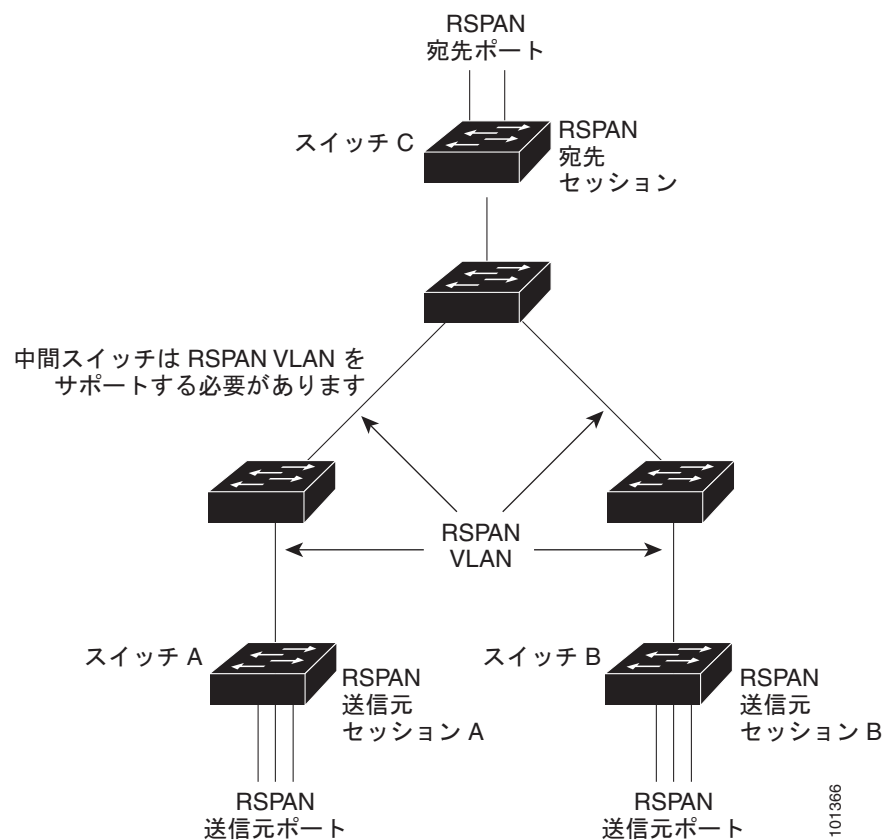 RSPAN
宛先ポート
スイッチ C
RSPAN
宛先
セッション
中間スイッチは RSPAN VLAN を
サポートする必要があります
RSPAN
VLAN
スイッチ A
RSPAN
送信元
セッション A
スイッチ B
RSPAN
送信元
セッション B
RSPAN
送信元ポート
RSPAN
送信元ポート
101366